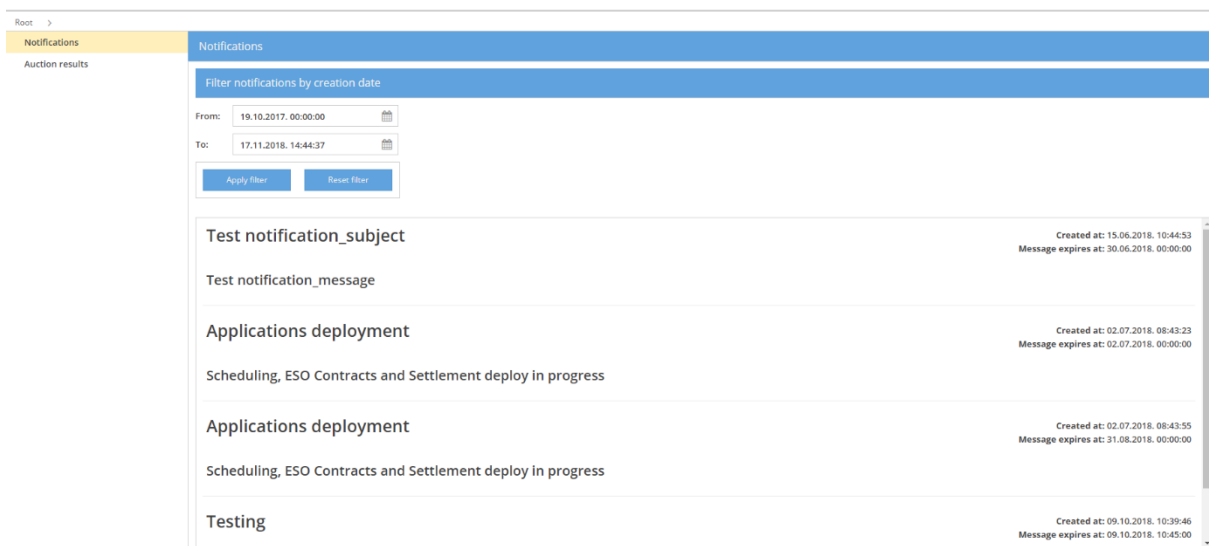 Root >
Notifications
Auction results
Notifications
Filter notifications by creation date
From: 19.10.2017. 00:00:00
To: 17.11.2018. 14:44:37
Apply filter Reset filter
Test notification_subject
Created at: 15.06.2018. 10:44:53
Message expires at: 30.06.2018. 00:00:00
Test notification_message
Applications deployment
Created at: 02.07.2018. 08:43:23
Message expires at: 02.07.2018. 00:00:00
Scheduling, ESO Contracts and Settlement deploy in progress
Applications deployment
Created at: 02.07.2018. 08:43:55
Message expires at: 31.08.2018. 00:00:00
Scheduling, ESO Contracts and Settlement deploy in progress
Testing
Created at: 09.10.2018. 10:39:46
Message expires at: 09.10.2018. 10:45:00